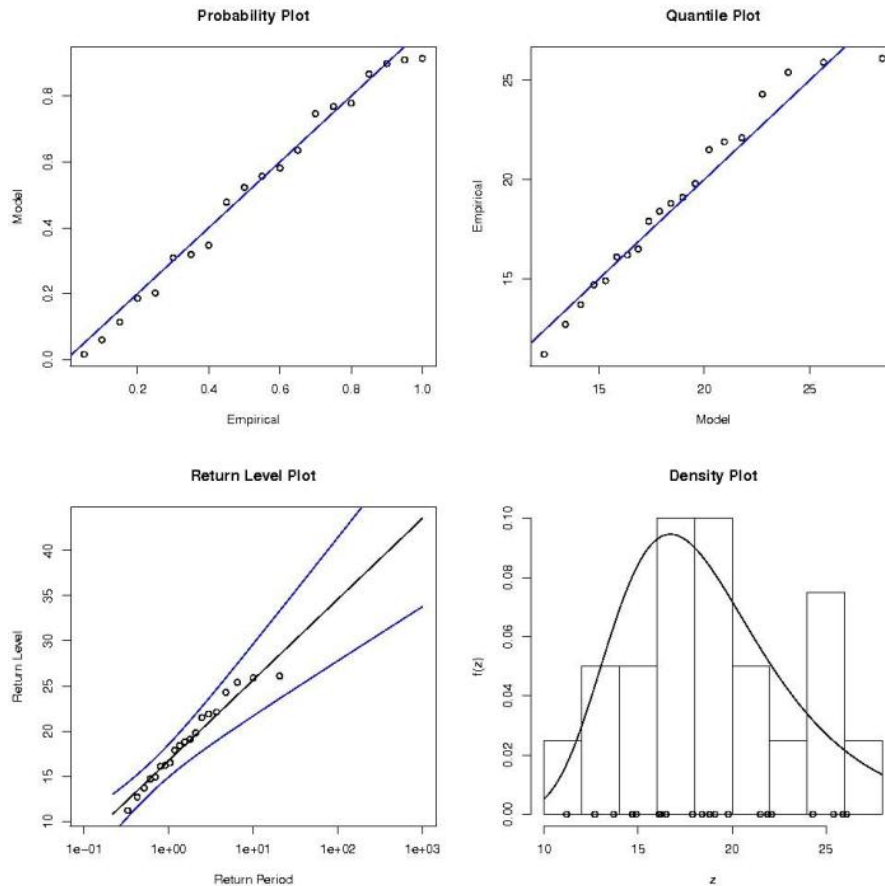 Probability Plot
Model
0.0
0.2
0.4
0.6
0.8
0.2 0.4 0.6 0.8 1.0
Empirical
Quantile Plot
Empirical
15
20
25
15 20 25
Model
Return Level Plot
Return Level
10
15
20
25
30
35
40
1e−01 1e+00 1e+01 1e+02 1e+03
Return Period
Density Plot
f(z)
0.00
0.02
0.04
0.06
0.08
0.10
10 15 20 25
z